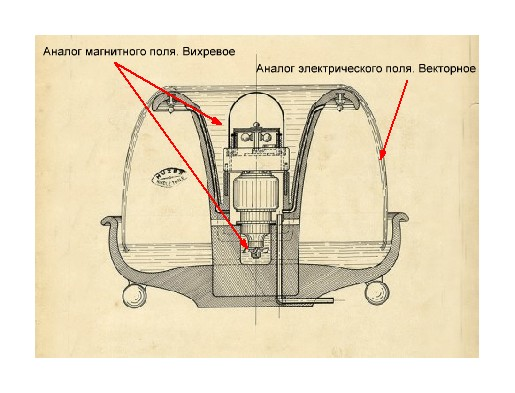 Аналог магнитного поля. Вихревое
Аналог электрического поля. Векторное